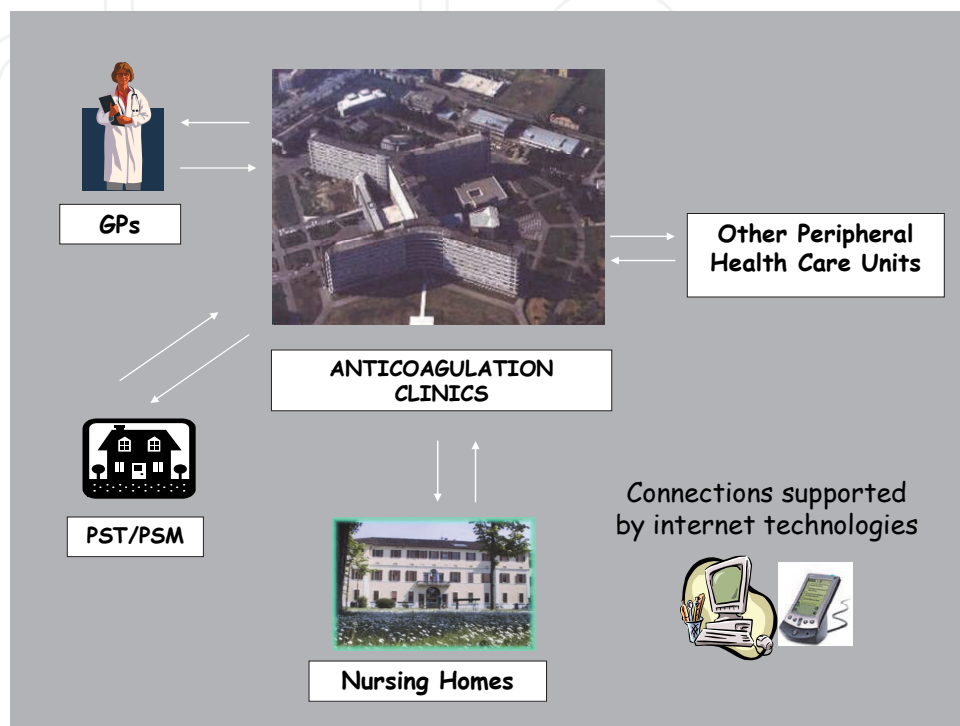 GPs
Other Peripheral
Health Care Units
ANTICOAGULATION
CLINICS
PST/PSM
Connections supported
by internet technologies
Nursing Homes